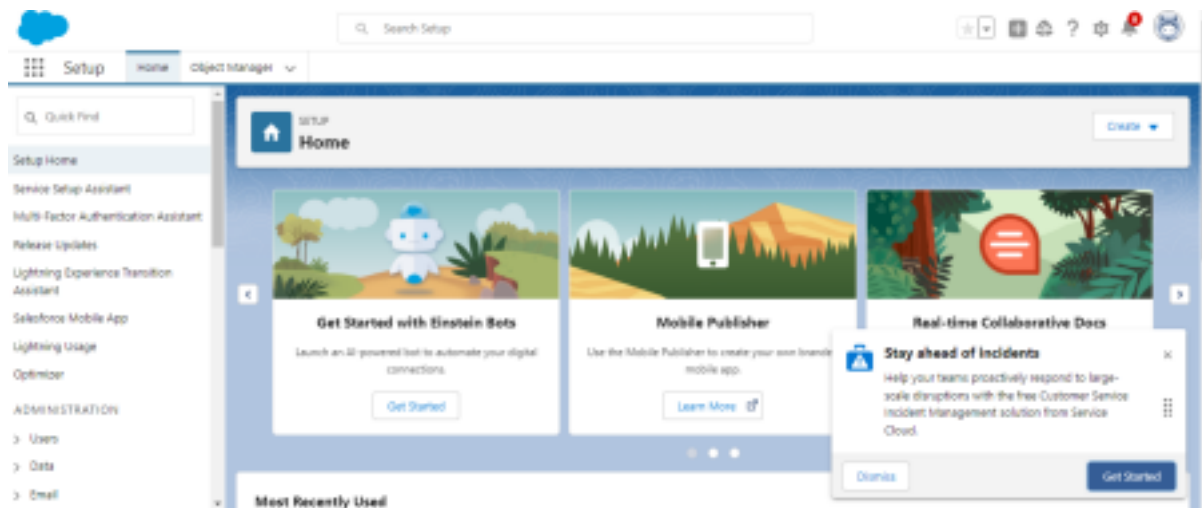 Search Setup
8
Setup
Home
Object Manager
Quick Find
Setup Home
Service Setup Assistant
Multi-Factor Authentication Assistant
Release Updates
Lightning Experience Transition
Assistant
Salesforce Mobile App
Lightning Usage
Optimizer
ADMINISTRATION
Users
Data
Email
SETUP
Home
Create
Get Started with Einstein Bots
Launch an AI-powered bot to automate your digital
connections.
Get Started
Mobile Publisher
Use the Mobile Publisher to create your own brande
mobile app.
Learn More
Real-time Collaborative Docs
Stay ahead of Incidents
Help your teams proactively respond to large-
scale disruptions with the free Customer Service
Incident Management solution from Service
Cloud.
Dismiss
Get Started
Most Recently Used